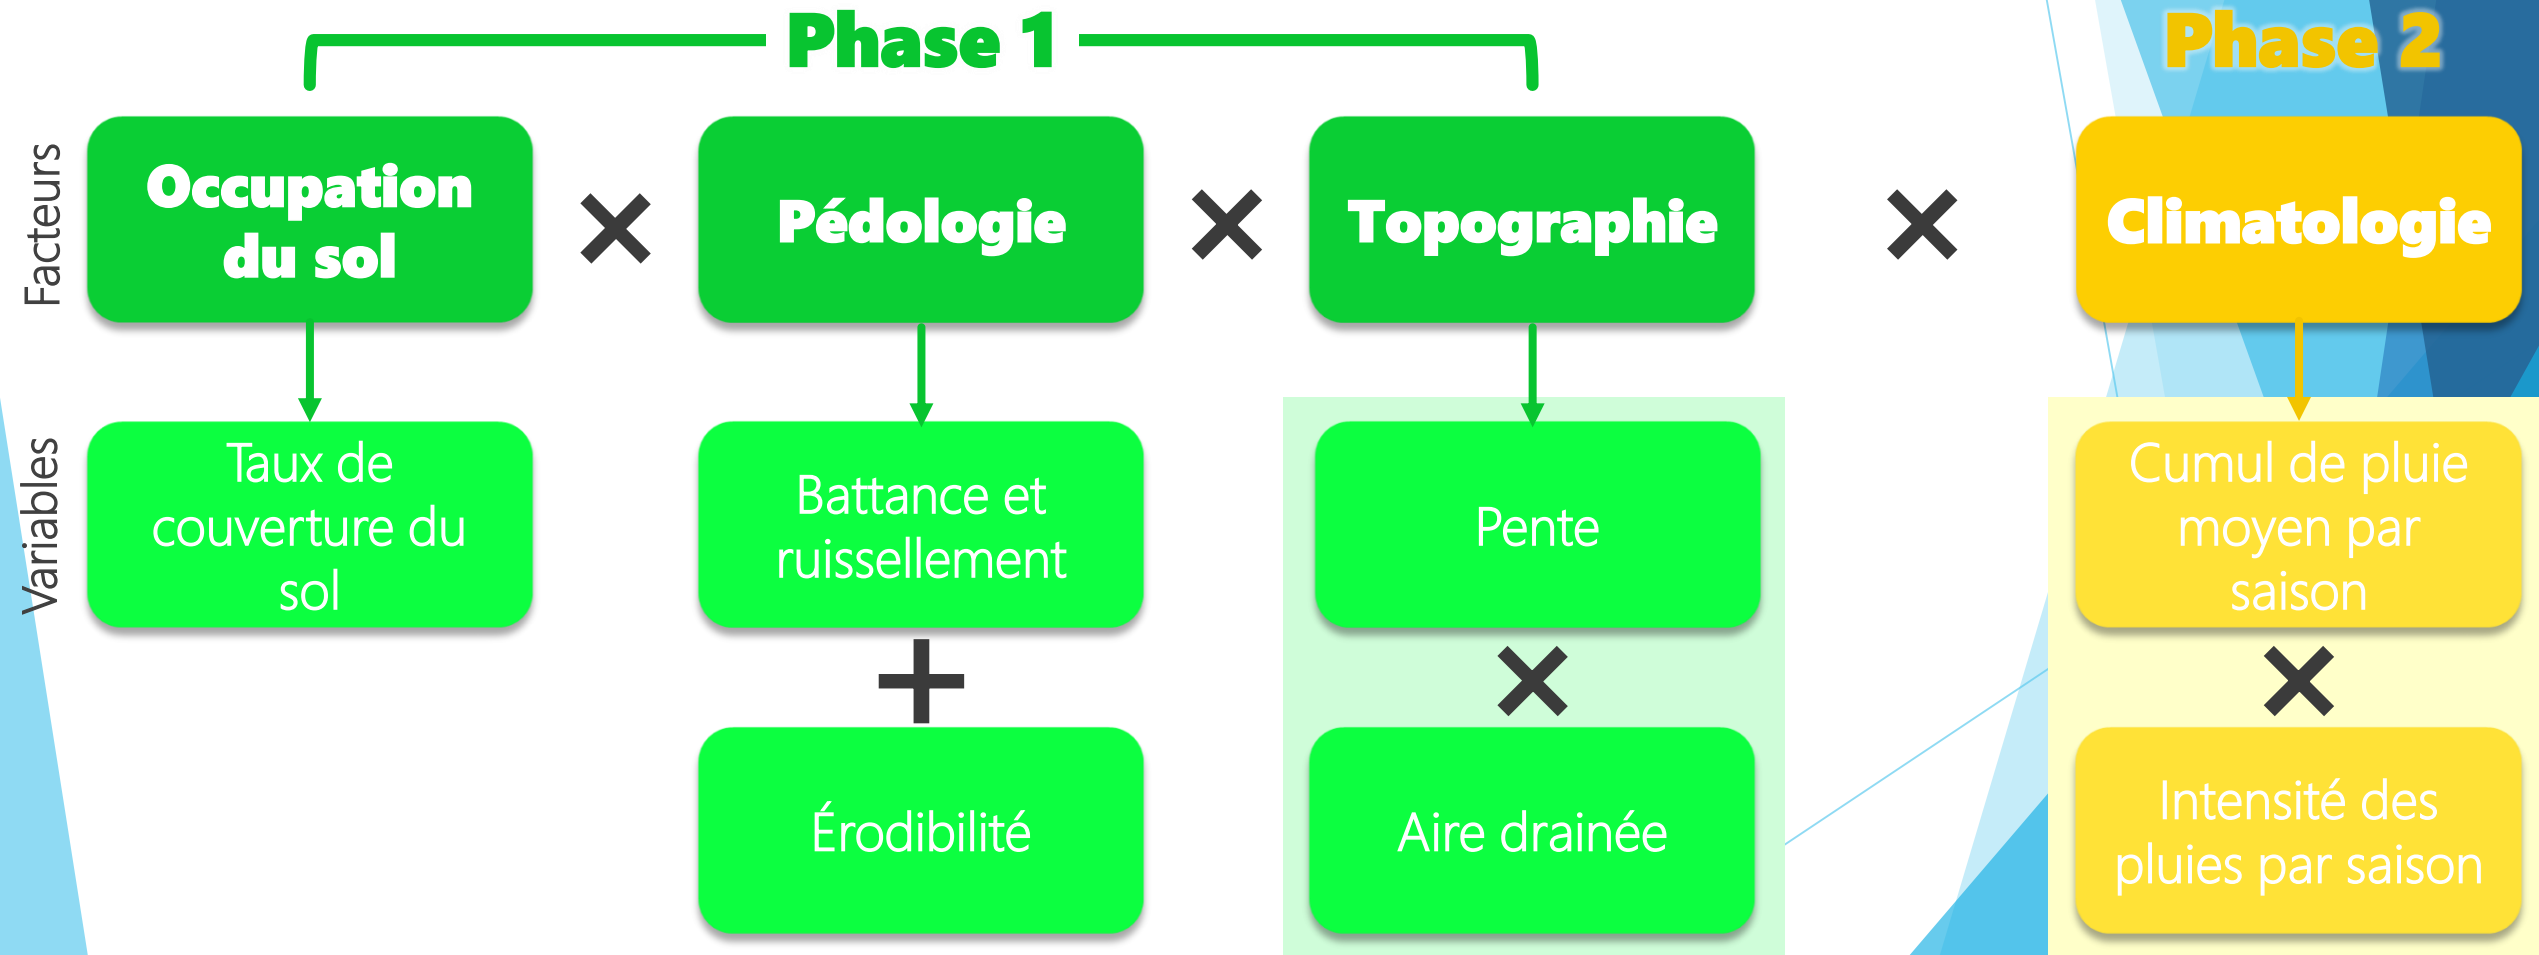 Phase 1
Phase 2
Facteurs
Occupation
du sol
×
Pédologie
×
Topographie
×
Climatologie
Variables
Taux de
couverture du
sol
Battance et
ruissellement
+
Érodibilité
Pente
×
Aire drainée
Cumul de pluie
moyen par
saison
×
Intensité des
pluies par saison